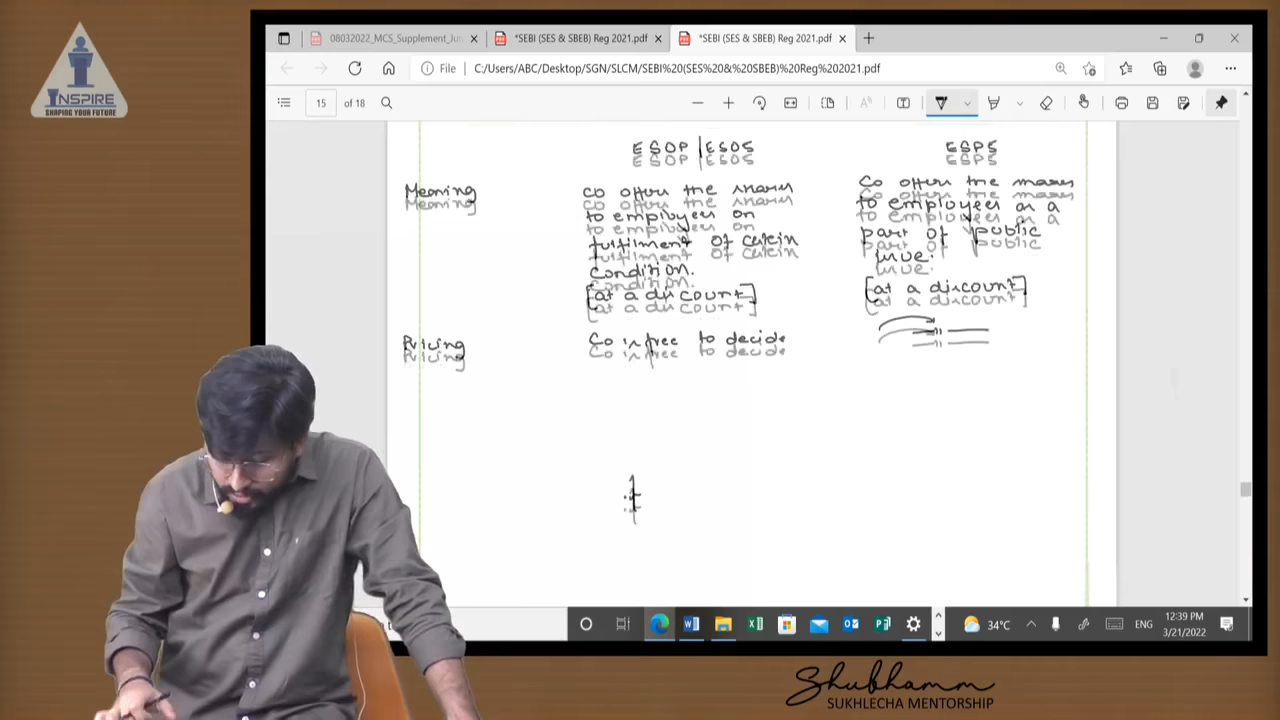 INSPIRE
SHAPING YOUR FUTURE
08032022_MCS_Supplement_Jun
*SEBI (SES & SBEB) Reg 2021.pdf
*SEBI (SES & SBEB) Reg 2021.pdf
File
C:/Users/ABC/Desktop/SGN/SLCM/SEBI%20(SES%20&%20SBEB)%20Reg%202021.pdf
15 of 18
ESOP | ESOS
ESPS
Meaning
Co offers the shares
to employees on
fulfilment of certain
condition.
[at a discount]
Co offers the shares
to employees as a
part of public
issue.
[at a discount]
Pricing
Co is free to decide
—〃—
34°C
ENG
12:39 PM
3/21/2022
Shubhamm
SUKHLECHA MENTORSHIP